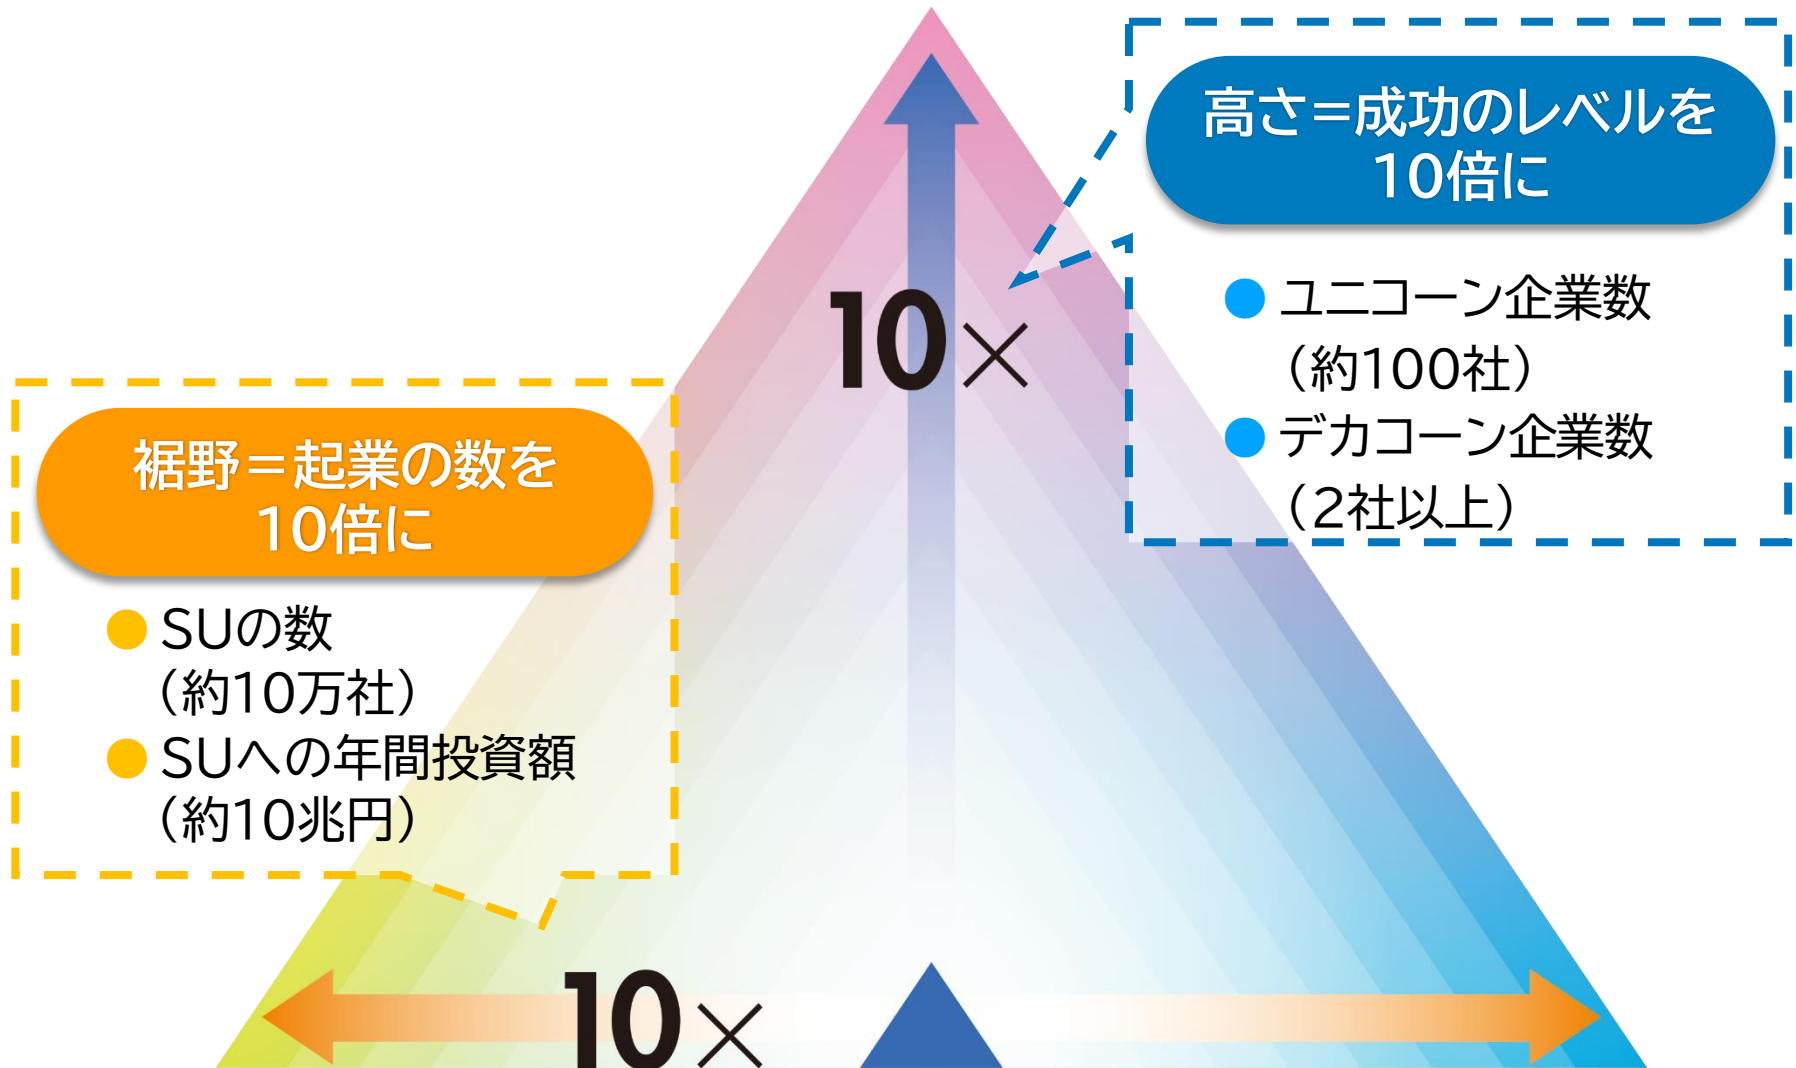 高さ＝成功のレベルを
10倍に
● ユニコーン企業数
（約100社）
● デカコーン企業数
（2社以上）
10×
裾野＝起業の数を
10倍に
● SUの数
（約10万社）
● SUへの年間投資額
（約10兆円）
10×